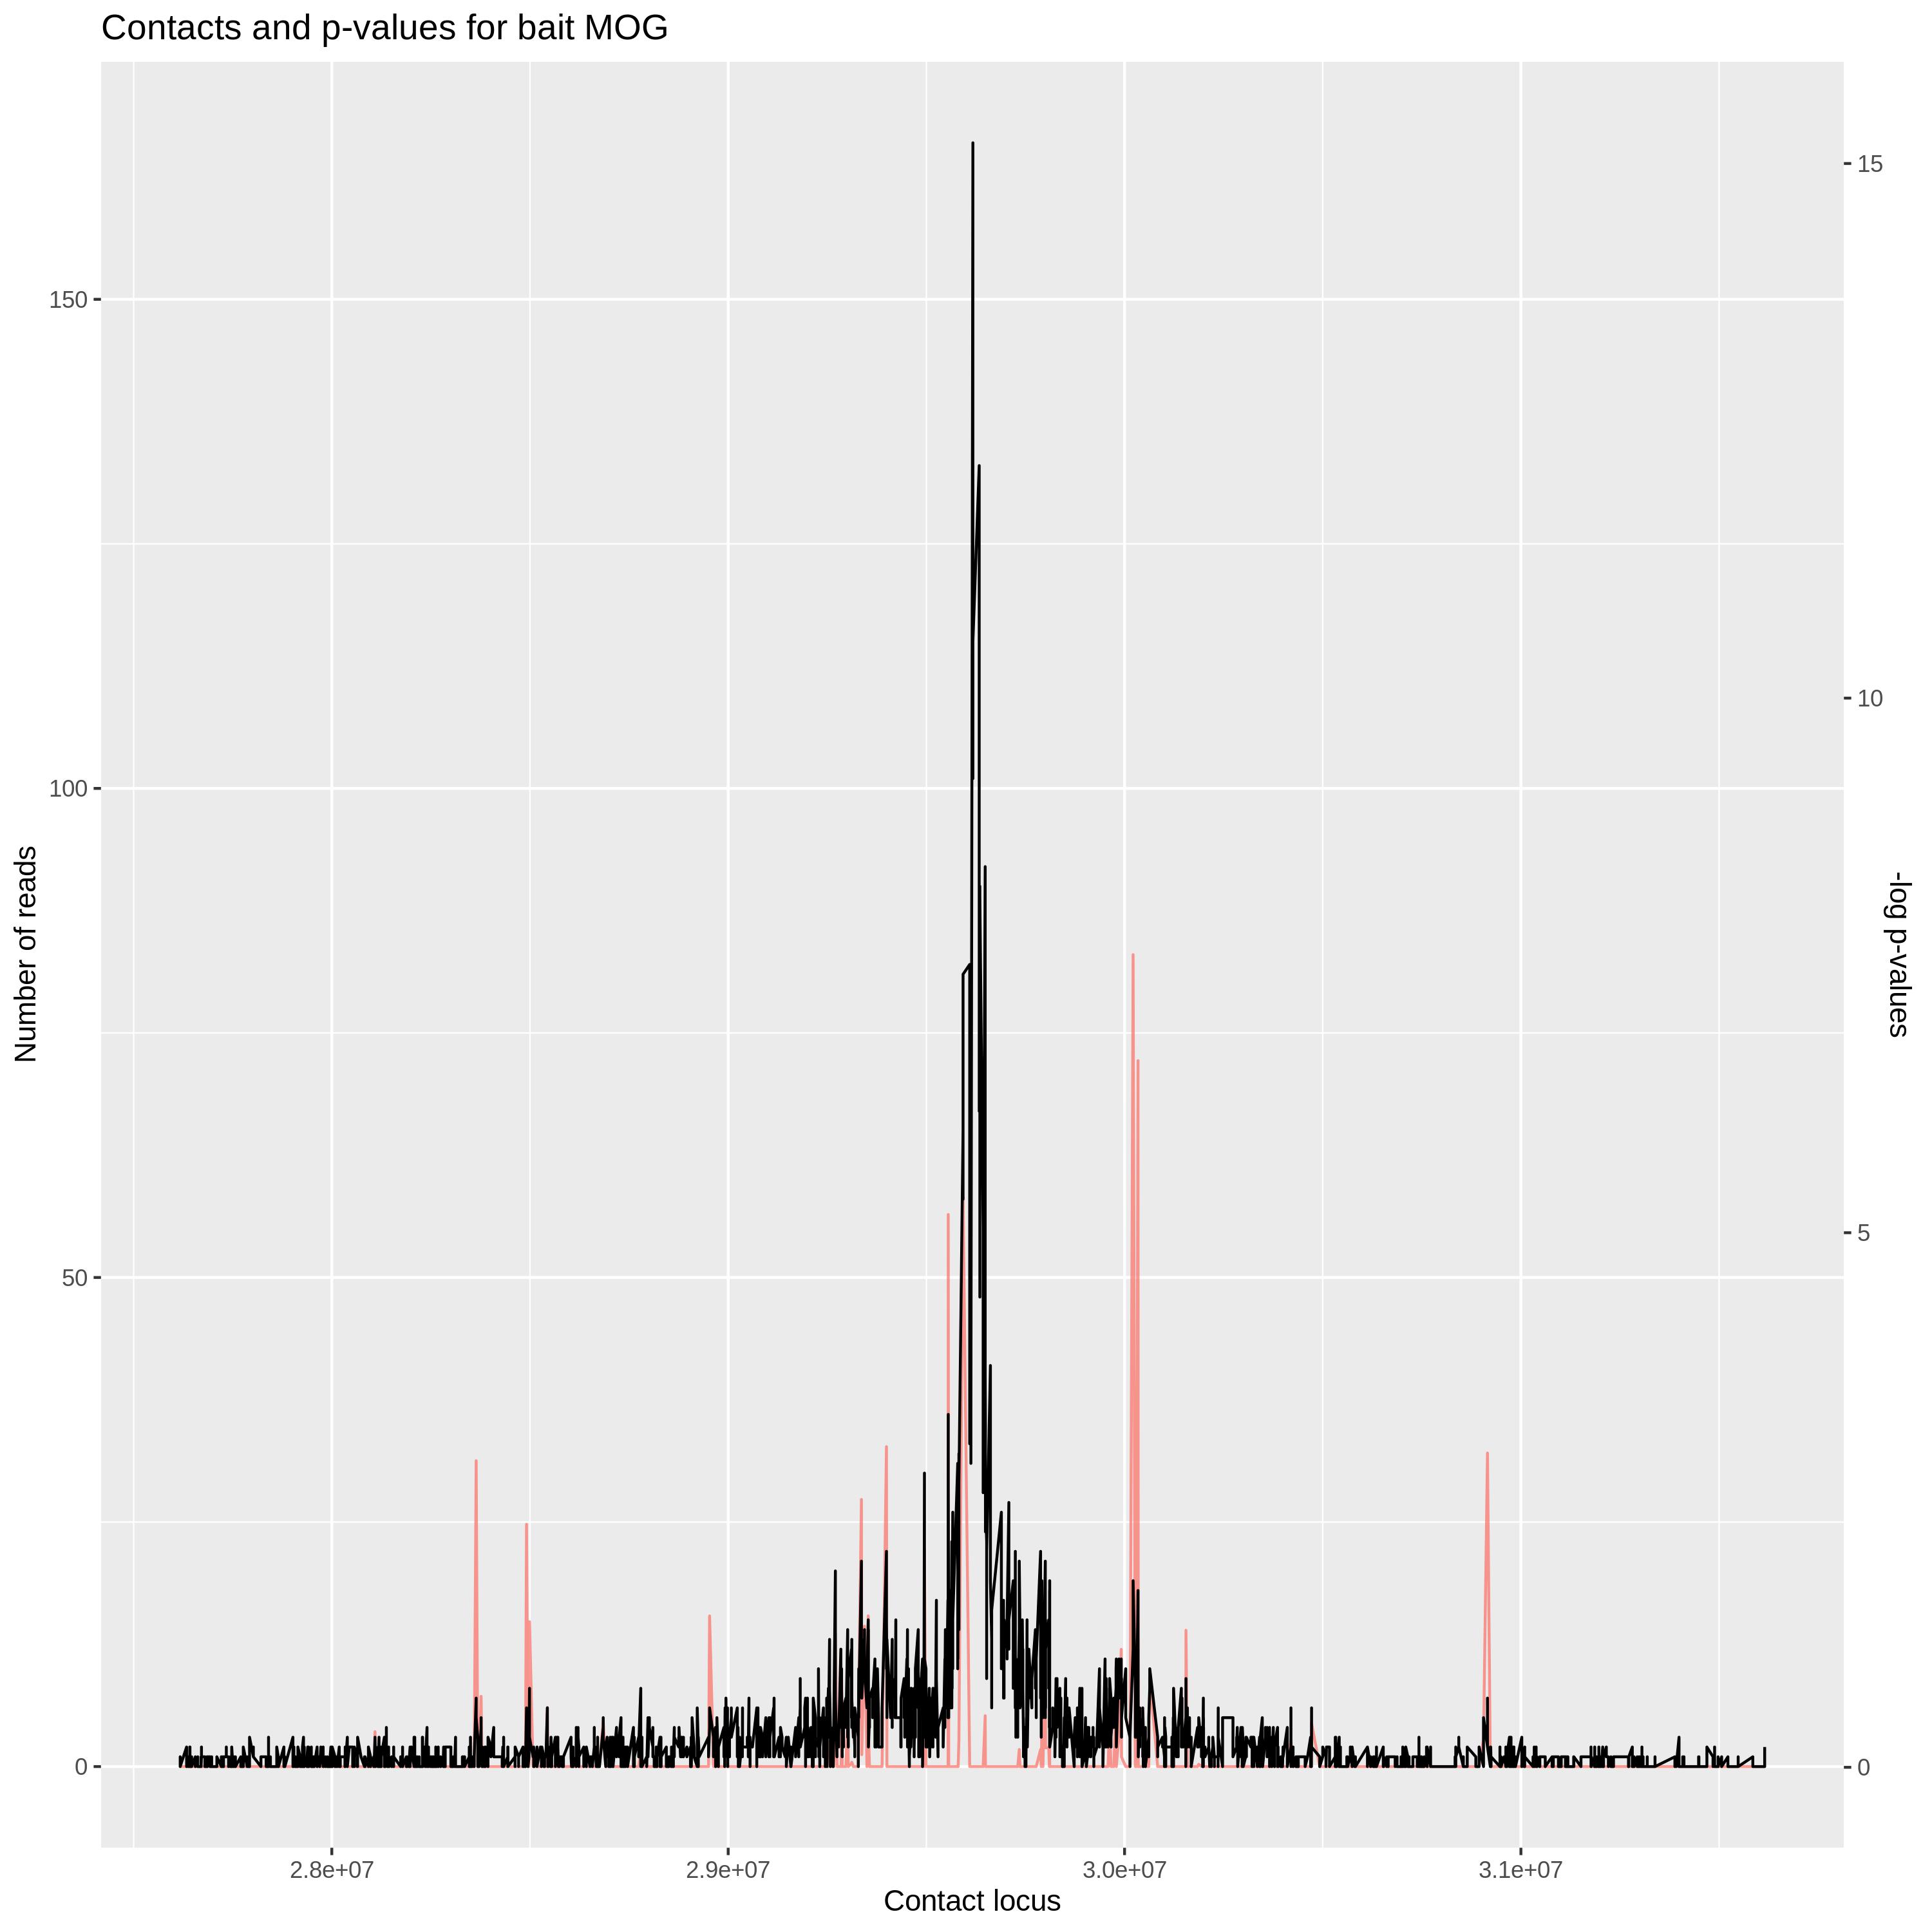 Contacts and p-values for bait MOG
150
100
50
0
Number of reads
15
10
5
0
-log p-values
2.8e+07
2.9e+07
3.0e+07
3.1e+07
Contact locus